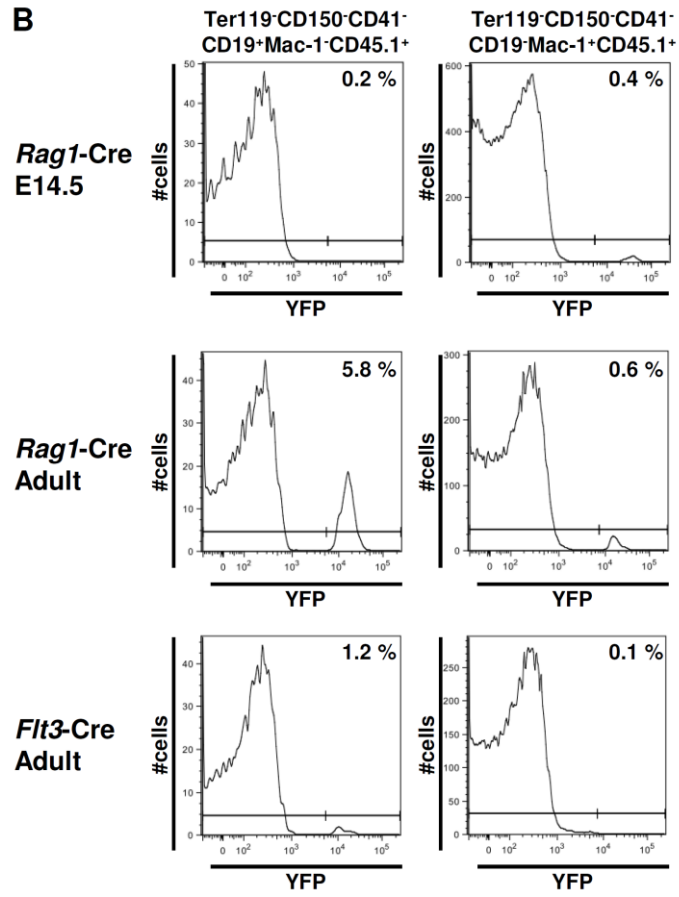 B
Ter119-CD150-CD41-
CD19+Mac-1-CD45.1+
Ter119-CD150-CD41-
CD19-Mac-1+CD45.1+
Rag1-Cre
E14.5
#cells
50
40
30
20
10
0
0.2 %
0 10² 10³ 10⁴ 10⁵
YFP
#cells
600
400
200
0
0.4 %
0 10² 10³ 10⁴ 10⁵
YFP
Rag1-Cre
Adult
#cells
40
30
20
10
0
5.8 %
0 10² 10³ 10⁴ 10⁵
YFP
#cells
300
200
100
0
0.6 %
0 10² 10³ 10⁴ 10⁵
YFP
Flt3-Cre
Adult
#cells
40
30
20
10
0
1.2 %
0 10² 10³ 10⁴ 10⁵
YFP
#cells
250
200
150
100
50
0
0.1 %
0 10² 10³ 10⁴ 10⁵
YFP